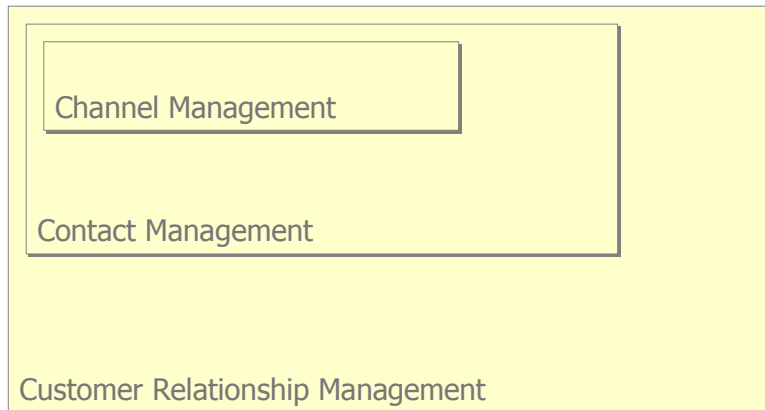 Channel Management
Contact Management
Customer Relationship Management